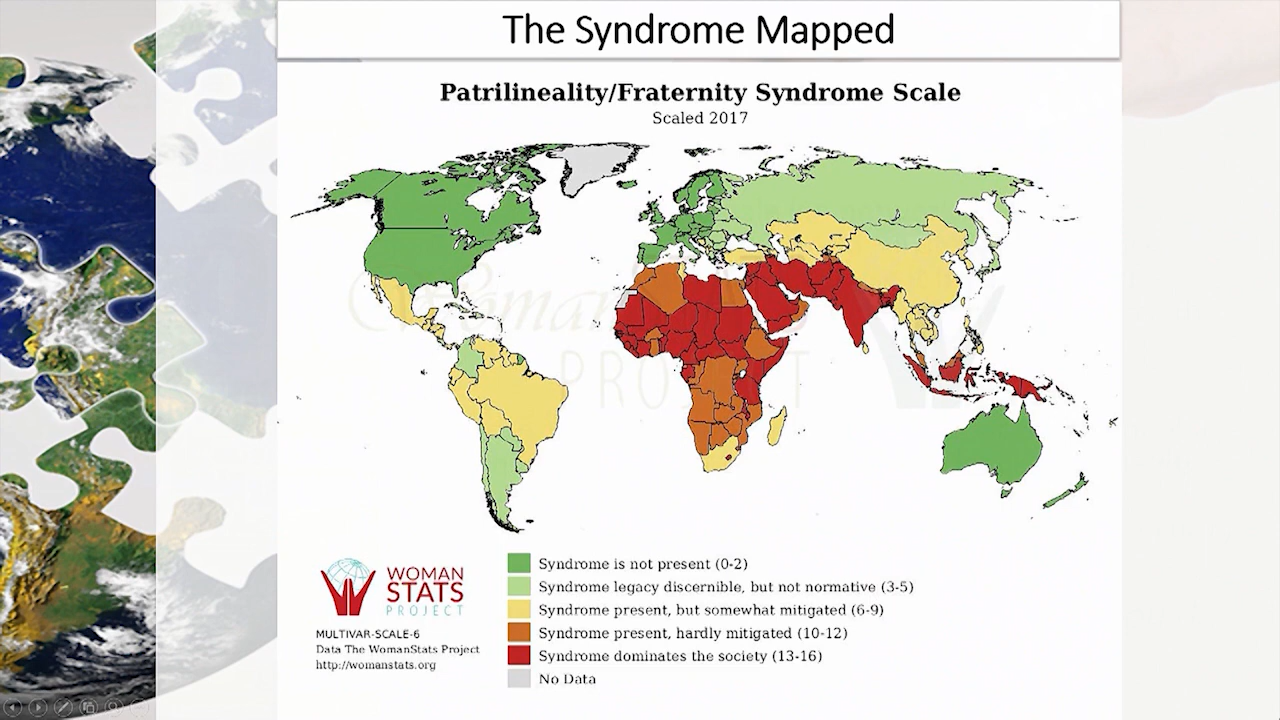 The Syndrome Mapped
Patrilineality/Fraternity Syndrome Scale
Scaled 2017
Woman
PROJECT
WOMAN
STATS
PROJECT
MULTIVAR-SCALE-6
Data The WomanStats Project
http://womanstats.org
Syndrome is not present (0-2)
Syndrome legacy discernible, but not normative (3-5)
Syndrome present, but somewhat mitigated (6-9)
Syndrome present, hardly mitigated (10-12)
Syndrome dominates the society (13-16)
No Data